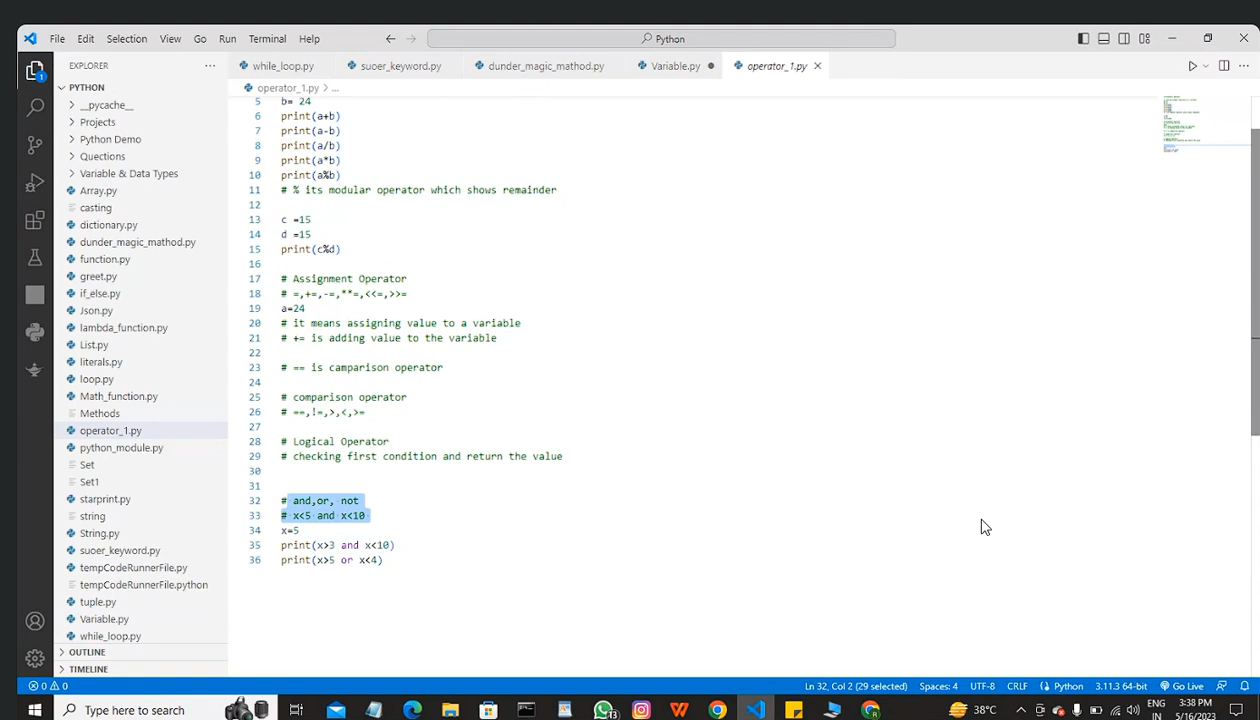 File Edit Selection View Go Run Terminal Help
Python
EXPLORER
while_loop.py
suoer_keyword.py
dunder_magic_mathod.py
Variable.py
operator_1.py
PYTHON
operator_1.py > ...
__pycache__
Projects
Python Demo
Quections
Variable & Data Types
Array.py
casting
dictionary.py
dunder_magic_mathod.py
function.py
greet.py
if_else.py
Json.py
lambda_function.py
List.py
literals.py
loop.py
Math_function.py
Methods
operator_1.py
python_module.py
Set
Set1
starprint.py
string
String.py
suoer_keyword.py
tempCodeRunnerFile.py
tempCodeRunnerFile.python
tuple.py
Variable.py
while_loop.py
OUTLINE
TIMELINE
5 b= 24
6 print(a+b)
7 print(a-b)
8 print(a/b)
9 print(a*b)
10 print(a%b)
11 # % its modular operator which shows remainder
12
13 c =15
14 d =15
15 print(c%d)
16
17 # Assignment Operator
18 # =,+=,-=,**=,<<=,>>=
19 a=24
20 # it means assigning value to a variable
21 # += is adding value to the variable
22
23 # == is camparison operator
24
25 # comparison operator
26 # ==,!=,>,<,>=
27
28 # Logical Operator
29 # checking first condition and return the value
30
31
32 # and,or, not
33 # x<5 and x<10
34 x=5
35 print(x>3 and x<10)
36 print(x>5 or x<4)
1
0 0
Ln 32, Col 2 (29 selected) Spaces: 4 UTF-8 CRLF Python 3.11.3 64-bit Go Live
Type here to search
13
38°C
ENG
IN
3:38 PM
5/16/2023